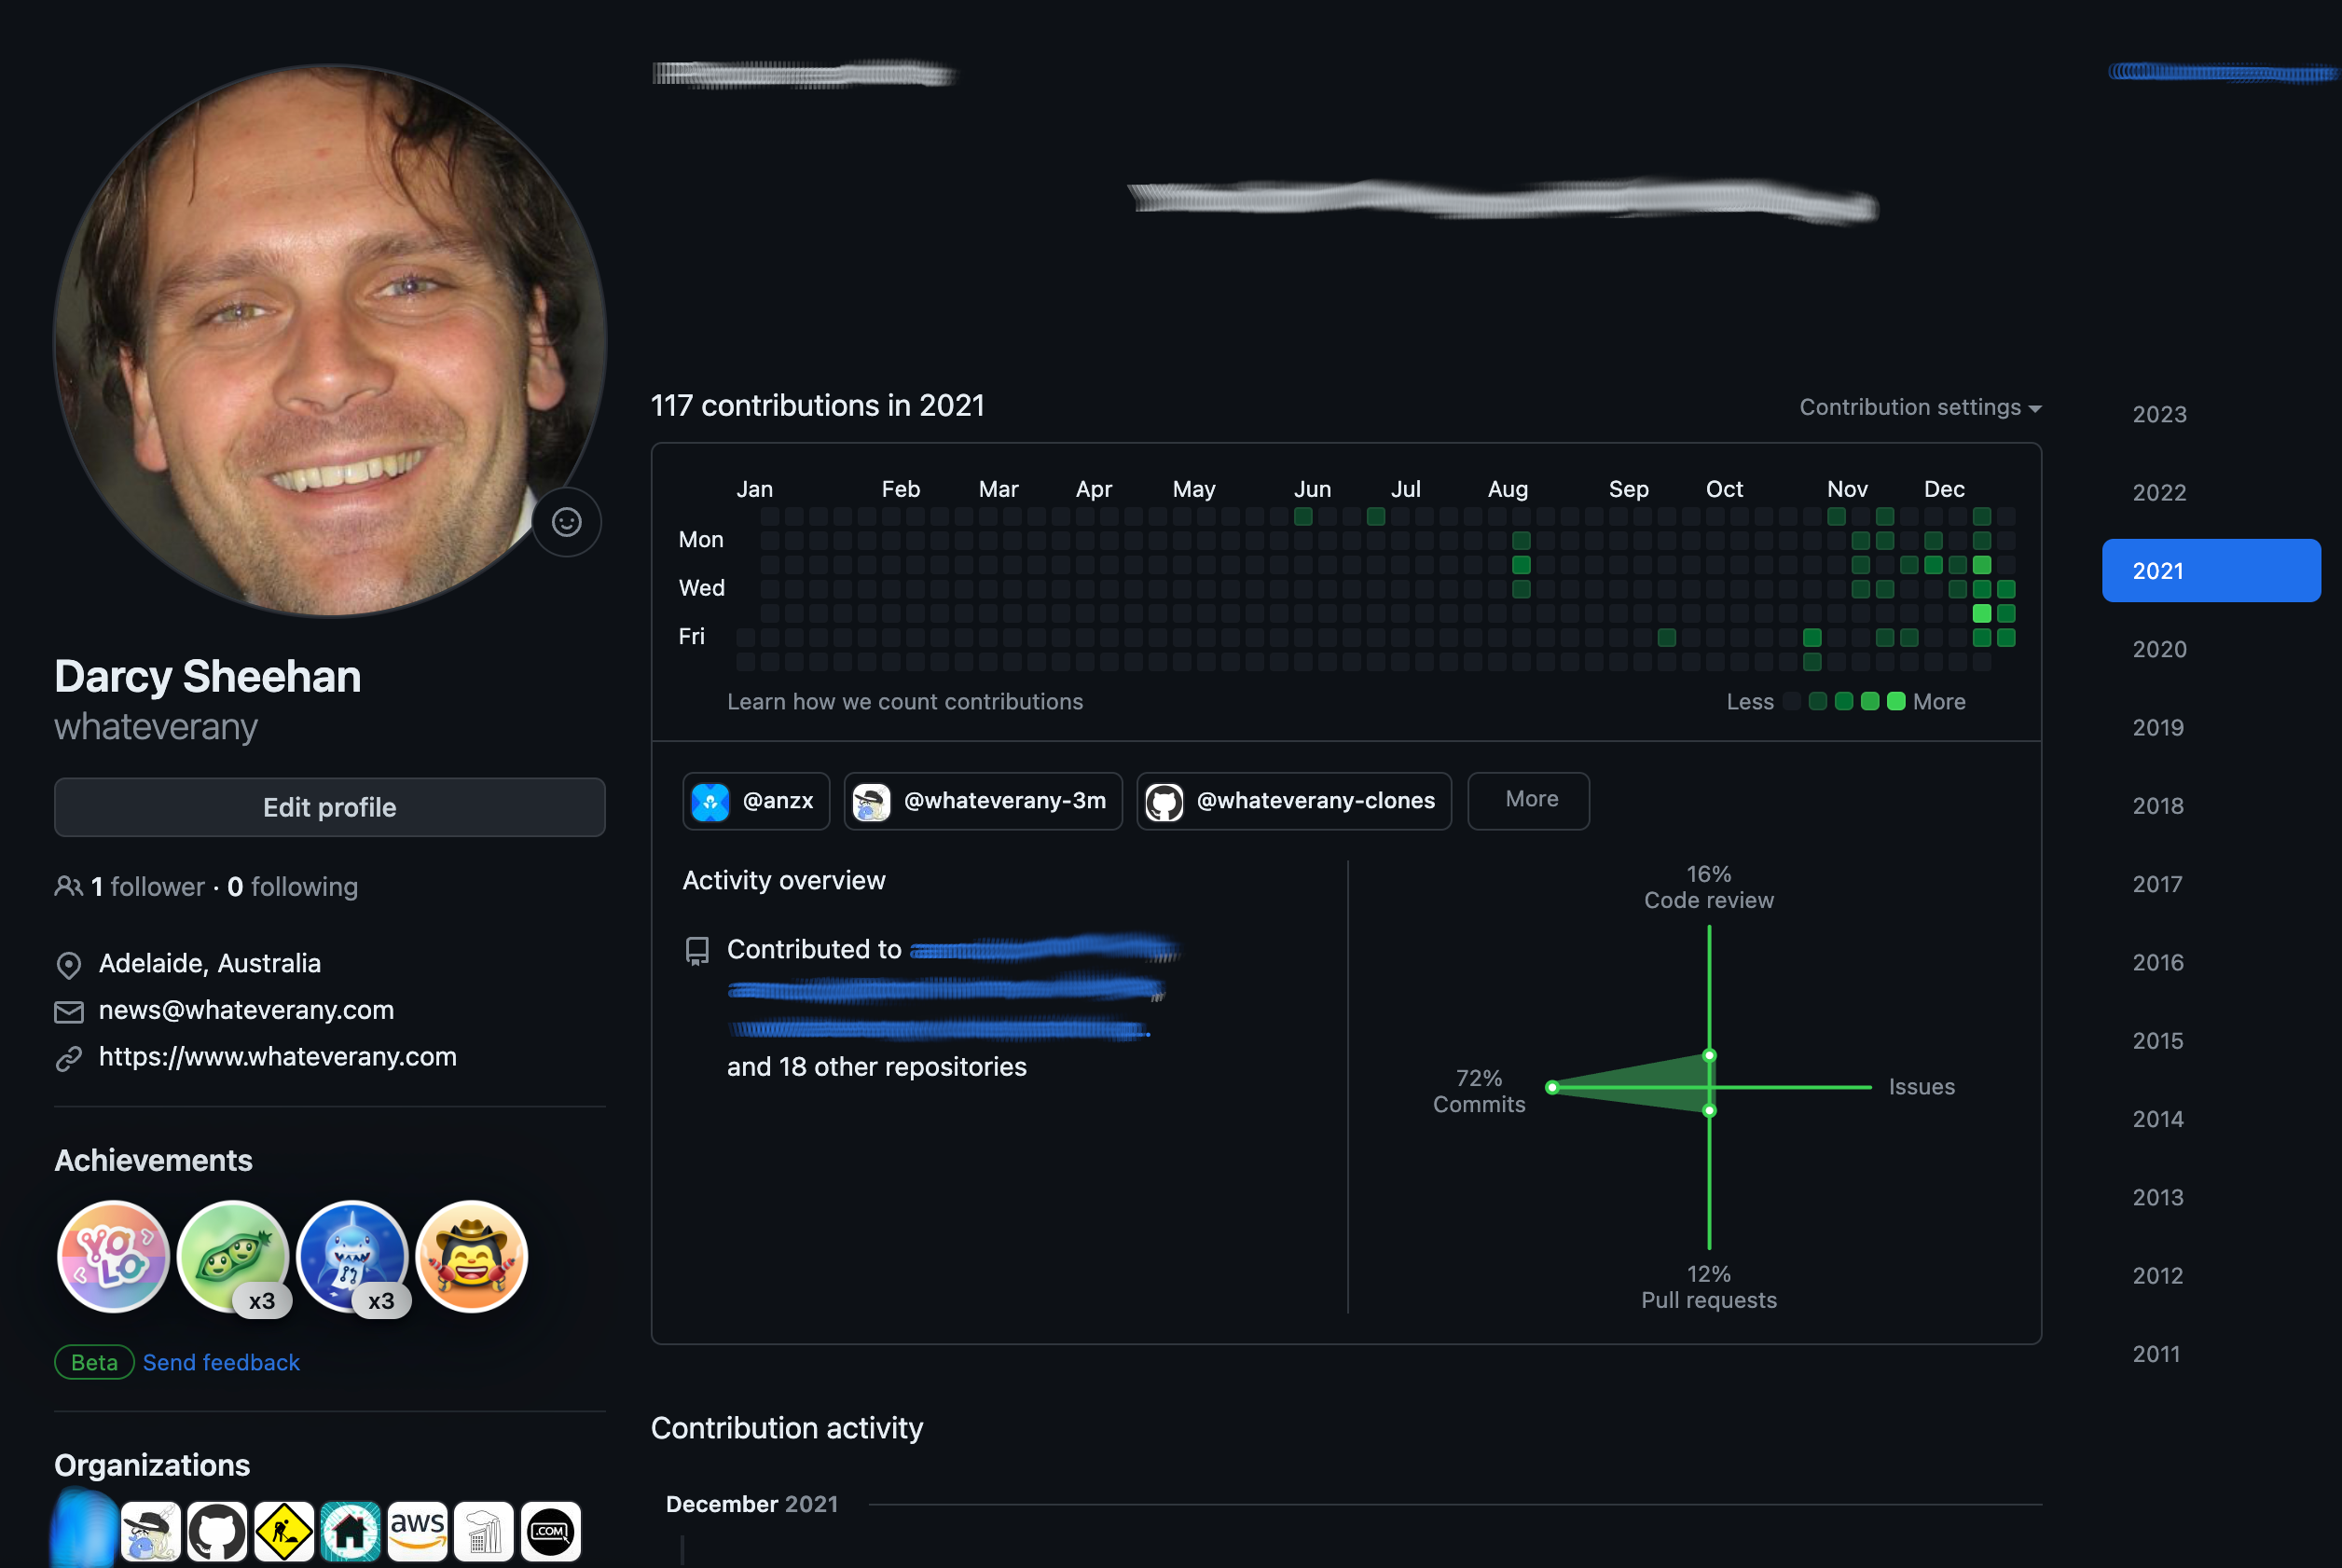 Darcy Sheehan
whateverany
Edit profile
1 follower · 0 following
Adelaide, Australia
news@whateverany.com
https://www.whateverany.com
Achievements
YOLO
x3
x3
Beta Send feedback
Organizations
aws
.COM
117 contributions in 2021
Contribution settings
Jan Feb Mar Apr May Jun Jul Aug Sep Oct Nov Dec
Mon
Wed
Fri
Learn how we count contributions
Less More
@anzx @whateverany-3m @whateverany-clones More
Activity overview
Contributed to
and 18 other repositories
16%
Code review
72%
Commits
Issues
12%
Pull requests
Contribution activity
December 2021
2023
2022
2021
2020
2019
2018
2017
2016
2015
2014
2013
2012
2011